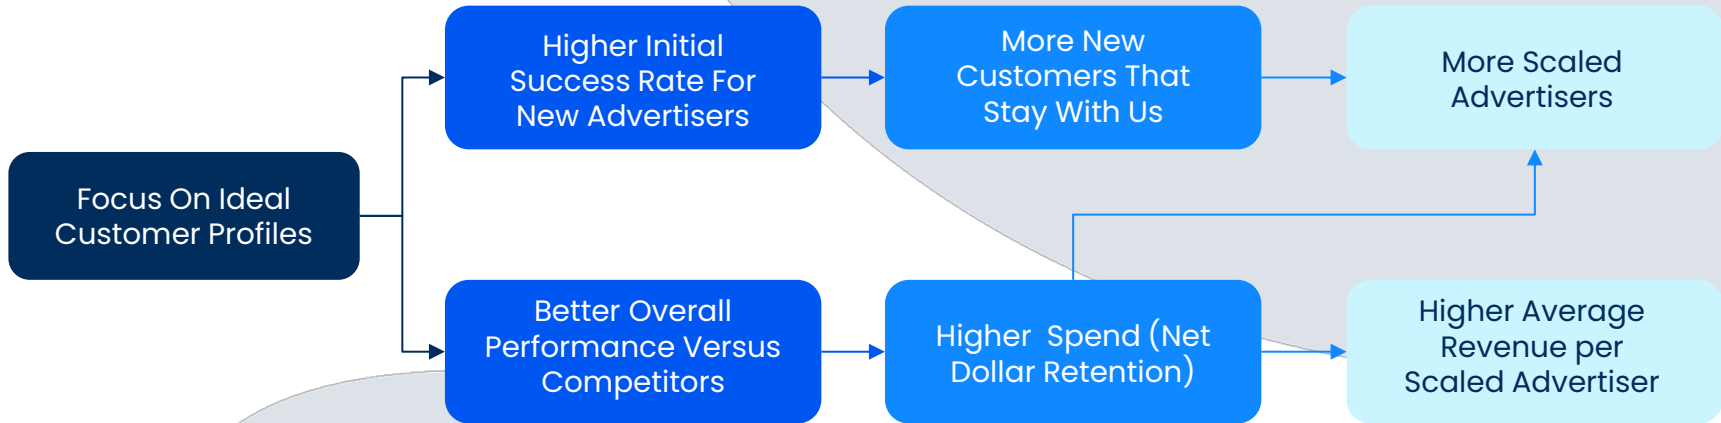 Higher Initial
Success Rate For
New Advertisers
More New
Customers That
Stay With Us
More Scaled
Advertisers
Focus On Ideal
Customer Profiles
Better Overall
Performance Versus
Competitors
Higher  Spend (Net
Dollar Retention)
Higher Average
Revenue per
Scaled Advertiser